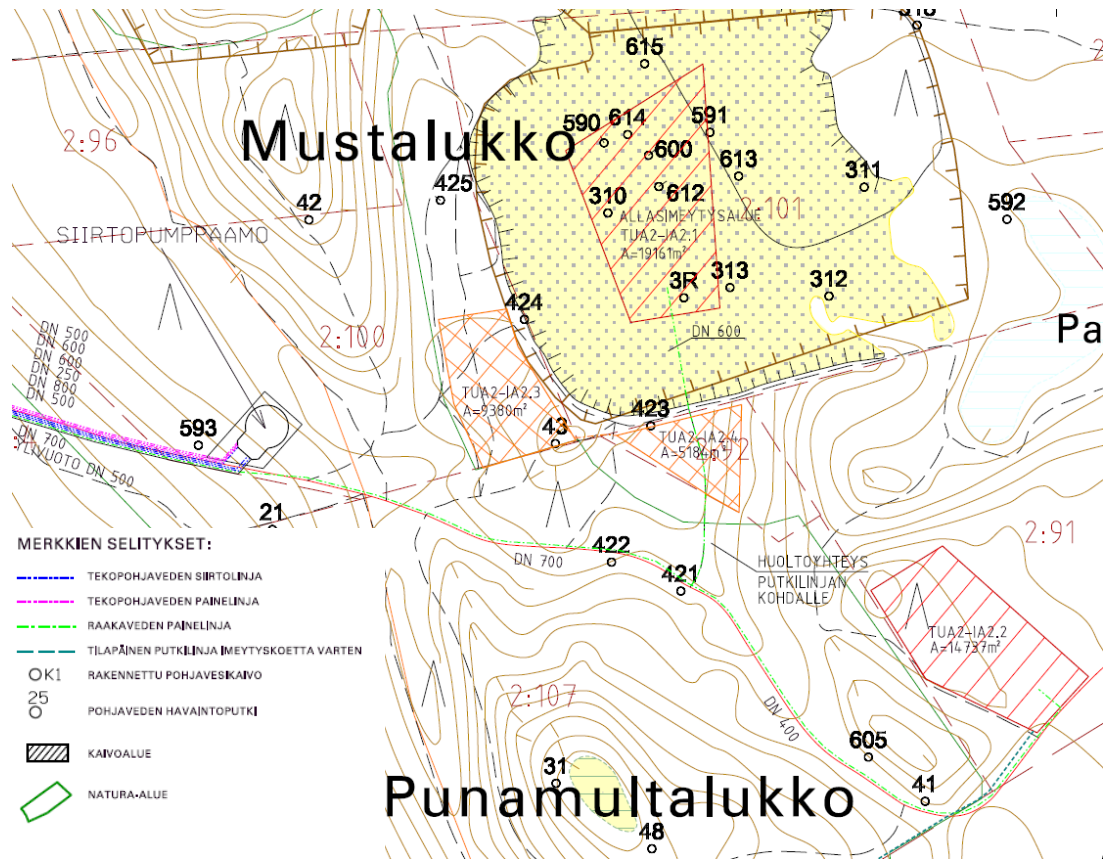 615
590
614
591
600
613
311
2:96
Mustalukko
425
42
310
612
2:101
592
ALLASIMEYTYSALUE
TUA2-IA2.1
A=19161m²
SIIRTOPUMPPAAMO
3R
313
312
424
2:100
DN 600
Pa
DN 500
DN 600
DN 600
DN 250
DN 800
DN 500
TUA2-IA2.3
A=9380m²
423
43
TUA2-IA2.4
A=5184m²
593
DN 700
YLIVUOTO DN 500
21
2:91
422
DN 700
421
HUOLTOYHTEYS
PUTKILINJAN
KOHDALLE
MERKKIEN SELITYKSET:
TEKOPOHJAVEDEN SIIRTOLINJA
TEKOPOHJAVEDEN PAINELINJA
RAAKAVEDEN PAINELINJA
TILAPÄINEN PUTKILINJA IMEYTYSKOETTA VARTEN
K1 RAKENNETTU POHJAVESIKAIVO
25 POHJAVEDEN HAVAINTOPUTKI
KAIVOALUE
NATURA-ALUE
TUA2-IA2.2
A=14737m²
2:107
DN 400
605
31
41
Punamultalukko
48